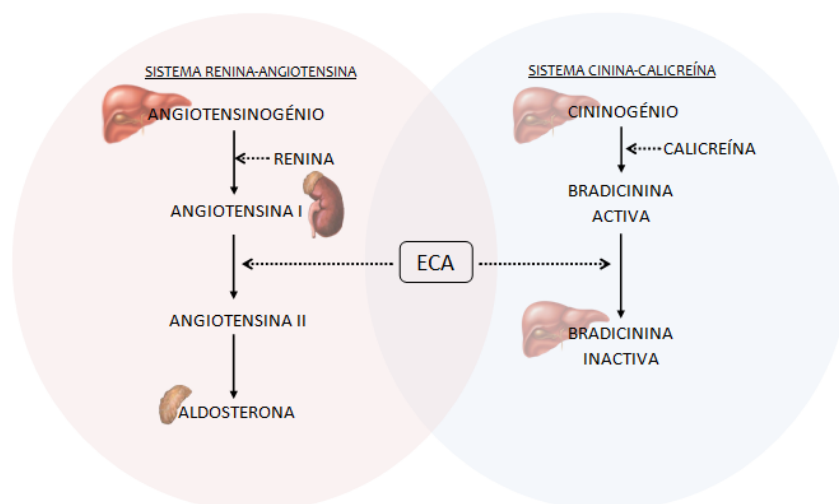 SISTEMA RENINA-ANGIOTENSINA
ANGIOTENSINOGÉNIO
RENINA
ANGIOTENSINA I
ANGIOTENSINA II
ALDOSTERONA
ECA
SISTEMA CININA-CALICREÍNA
CININOGÉNIO
CALICREÍNA
BRADICININA
ACTIVA
BRADICININA
INACTIVA